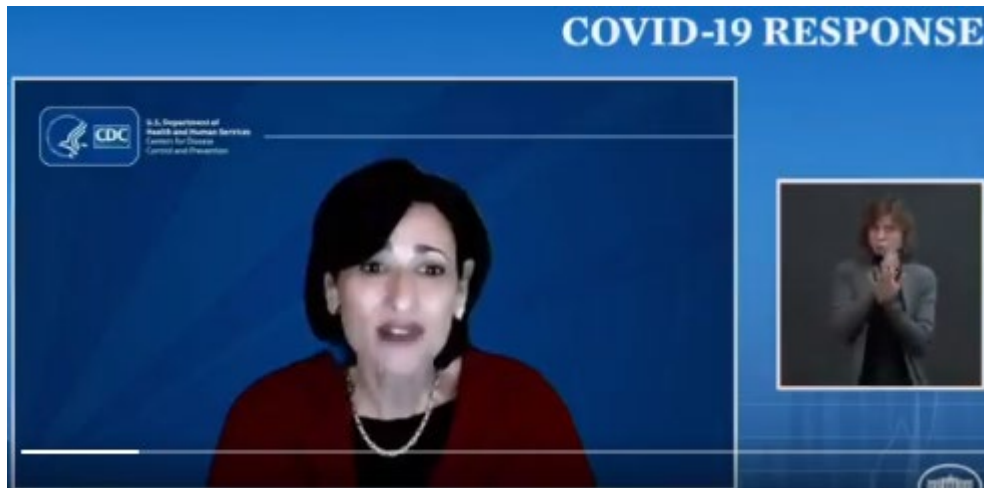 COVID-19 RESPONSE
CDC
U.S. Department of
Health and Human Services
Centers for Disease
Control and Prevention